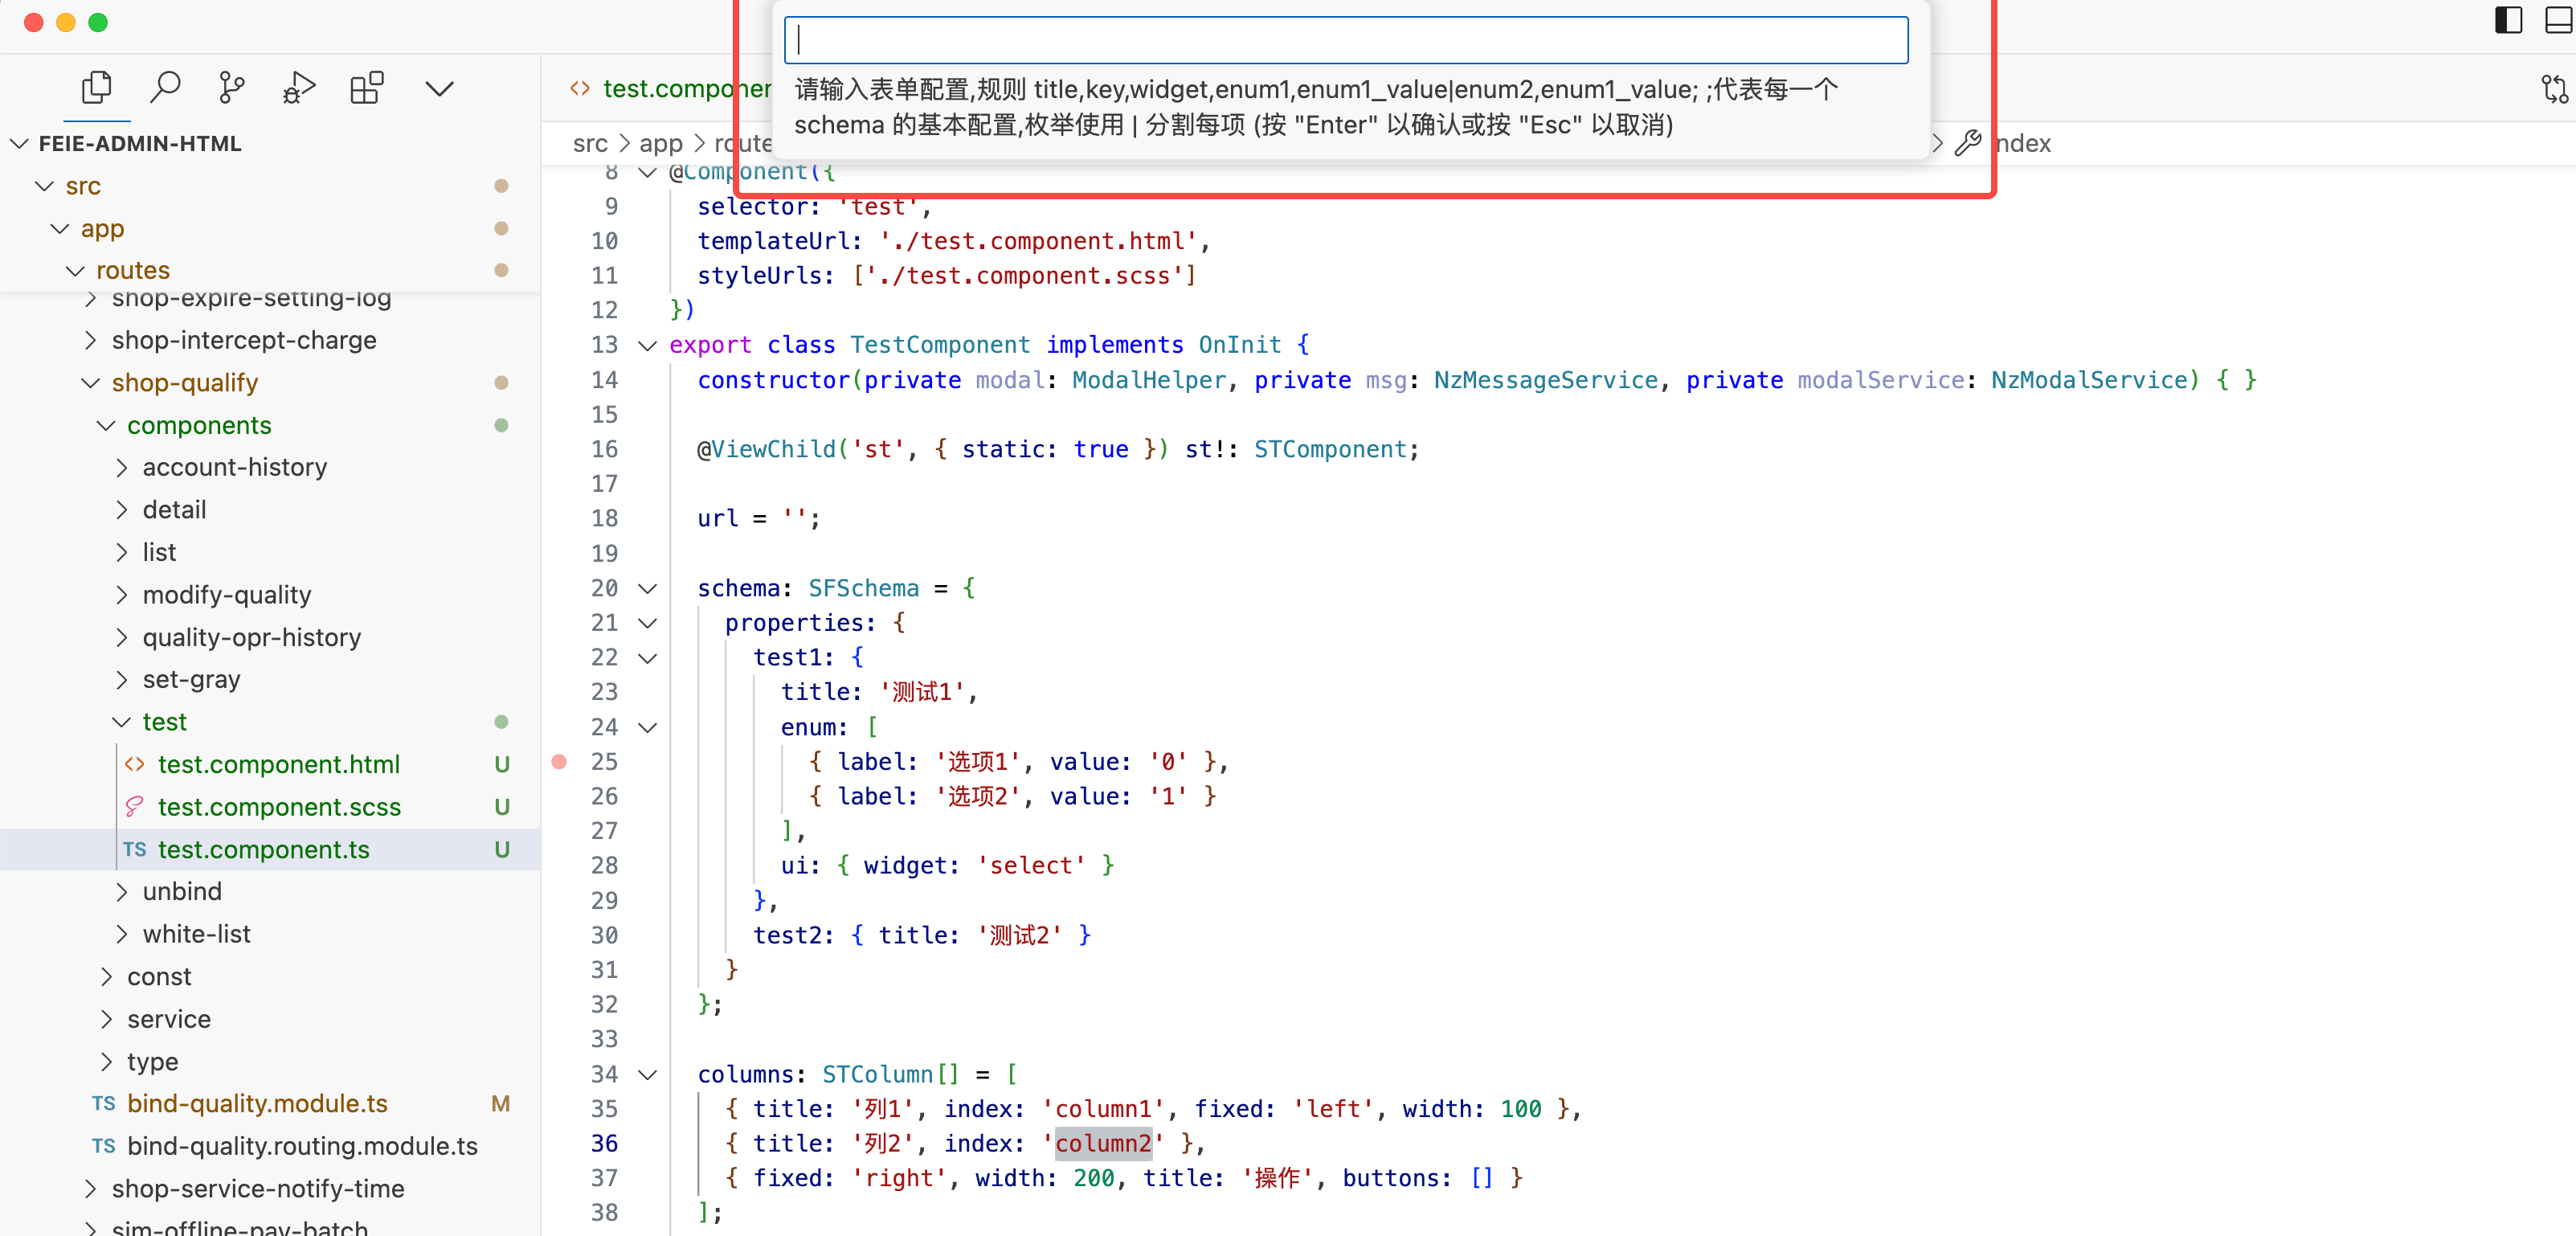 请输入表单配置,规则 title,key,widget,enum1,enum1_value|enum2,enum1_value; ;代表每一个
schema 的基本配置,枚举使用 | 分割每项 (按 "Enter" 以确认或按 "Esc" 以取消)
FEIE-ADMIN-HTML
src
app
routes
shop-expire-setting-log
shop-intercept-charge
shop-qualify
components
account-history
detail
list
modify-quality
quality-opr-history
set-gray
test
test.component.html U
test.component.scss U
TS test.component.ts U
unbind
white-list
const
service
type
TS bind-quality.module.ts M
TS bind-quality.routing.module.ts
shop-service-notify-time
sim-offline-pay-batch
<> test.componer
src > app > route
> ndex
8 @Component({
9 selector: 'test',
10 templateUrl: './test.component.html',
11 styleUrls: ['./test.component.scss']
12 })
13 export class TestComponent implements OnInit {
14 constructor(private modal: ModalHelper, private msg: NzMessageService, private modalService: NzModalService) { }
15
16 @ViewChild('st', { static: true }) st!: STComponent;
17
18 url = '';
19
20 schema: SFSchema = {
21 properties: {
22 test1: {
23 title: '测试1',
24 enum: [
25 { label: '选项1', value: '0' },
26 { label: '选项2', value: '1' }
27 ],
28 ui: { widget: 'select' }
29 },
30 test2: { title: '测试2' }
31 }
32 };
33
34 columns: STColumn[] = [
35 { title: '列1', index: 'column1', fixed: 'left', width: 100 },
36 { title: '列2', index: 'column2' },
37 { fixed: 'right', width: 200, title: '操作', buttons: [] }
38 ];